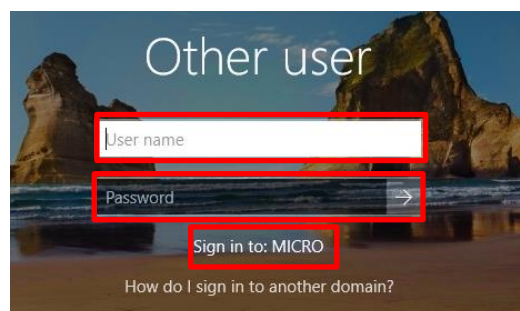 Other user
User name
Password
Sign in to: MICRO
How do I sign in to another domain?